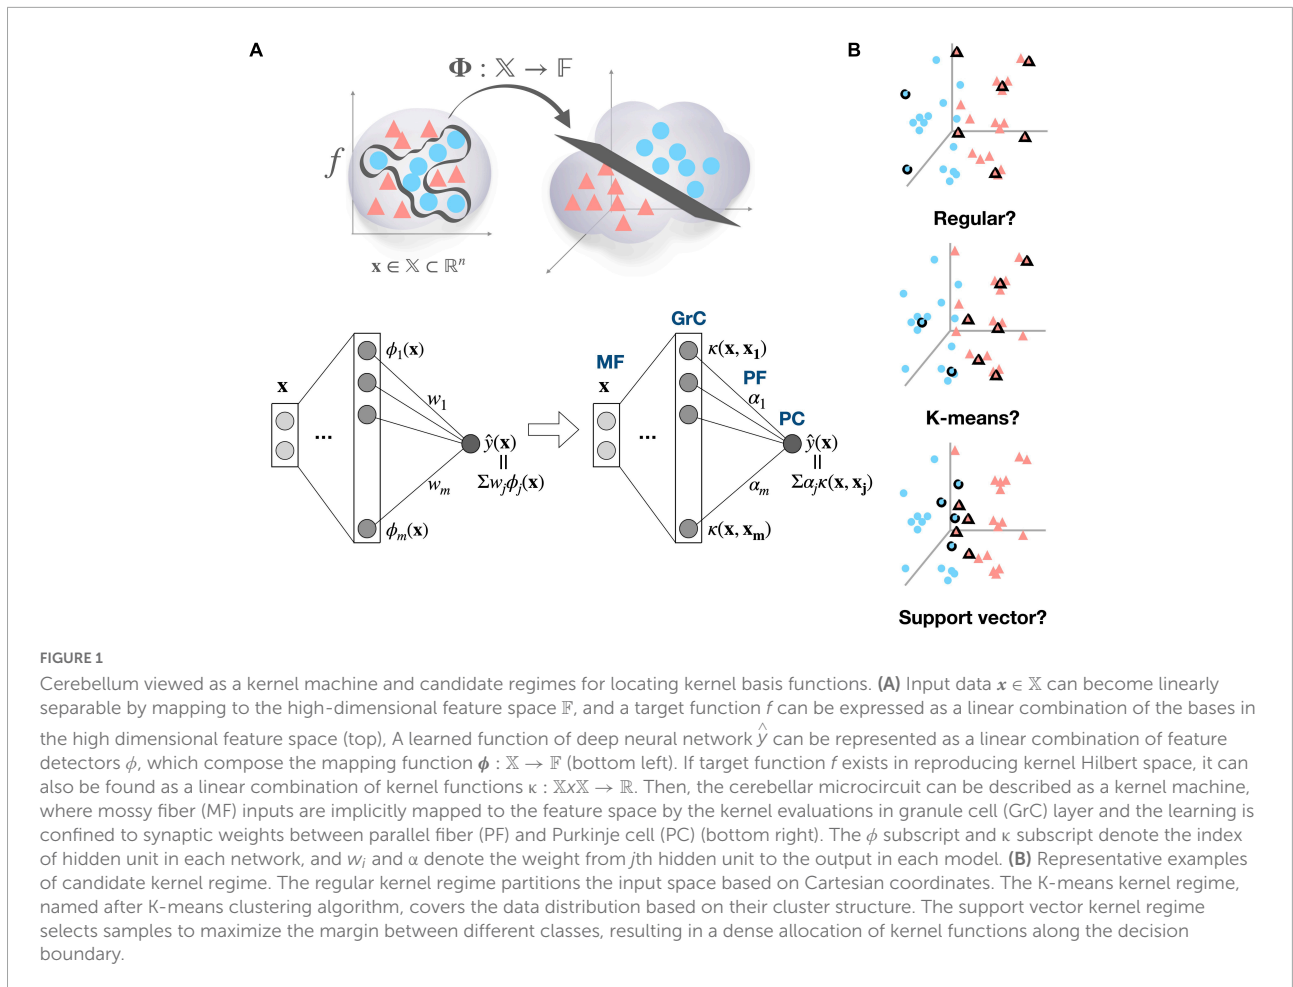 A
Φ : 𝕏 → 𝔽
f
x ∈ 𝕏 ⊂ ℝⁿ
B
Regular?
K-means?
Support vector?
x
...
ϕ₁(x)
w₁
ŷ(x)
=
Σwⱼϕⱼ(x)
wₘ
ϕₘ(x)
MF
x
...
GrC
κ(x, x₁)
PF
α₁
PC
ŷ(x)
=
Σαⱼκ(x, xⱼ)
αₘ
κ(x, xₘ)
FIGURE 1
Cerebellum viewed as a kernel machine and candidate regimes for locating kernel basis functions. (A) Input data x ∈ 𝕏 can become linearly
separable by mapping to the high-dimensional feature space 𝔽, and a target function f can be expressed as a linear combination of the bases in
the high dimensional feature space (top), A learned function of deep neural network ŷ can be represented as a linear combination of feature
detectors ϕ, which compose the mapping function ϕ : 𝕏 → 𝔽 (bottom left). If target function f exists in reproducing kernel Hilbert space, it can
also be found as a linear combination of kernel functions κ : 𝕏x𝕏 → ℝ. Then, the cerebellar microcircuit can be described as a kernel machine,
where mossy fiber (MF) inputs are implicitly mapped to the feature space by the kernel evaluations in granule cell (GrC) layer and the learning is
confined to synaptic weights between parallel fiber (PF) and Purkinje cell (PC) (bottom right). The ϕ subscript and κ subscript denote the index
of hidden unit in each network, and wᵢ and α denote the weight from jth hidden unit to the output in each model. (B) Representative examples
of candidate kernel regime. The regular kernel regime partitions the input space based on Cartesian coordinates. The K-means kernel regime,
named after K-means clustering algorithm, covers the data distribution based on their cluster structure. The support vector kernel regime
selects samples to maximize the margin between different classes, resulting in a dense allocation of kernel functions along the decision
boundary.